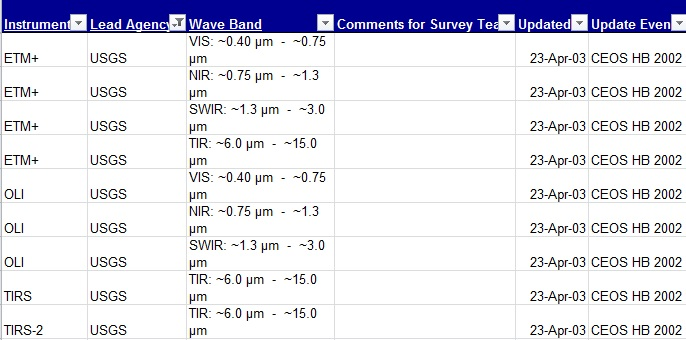 Instrument Lead Agency Wave Band Comments for Survey Tea Updated Update Even
VIS: ~0.40 µm - ~0.75
ETM+ USGS µm 23-Apr-03 CEOS HB 2002
NIR: ~0.75 µm - ~1.3
ETM+ USGS µm 23-Apr-03 CEOS HB 2002
SWIR: ~1.3 µm - ~3.0
ETM+ USGS µm 23-Apr-03 CEOS HB 2002
TIR: ~6.0 µm - ~15.0
ETM+ USGS µm 23-Apr-03 CEOS HB 2002
VIS: ~0.40 µm - ~0.75
OLI USGS µm 23-Apr-03 CEOS HB 2002
NIR: ~0.75 µm - ~1.3
OLI USGS µm 23-Apr-03 CEOS HB 2002
SWIR: ~1.3 µm - ~3.0
OLI USGS µm 23-Apr-03 CEOS HB 2002
TIR: ~6.0 µm - ~15.0
TIRS USGS µm 23-Apr-03 CEOS HB 2002
TIR: ~6.0 µm - ~15.0
TIRS-2 USGS µm 23-Apr-03 CEOS HB 2002